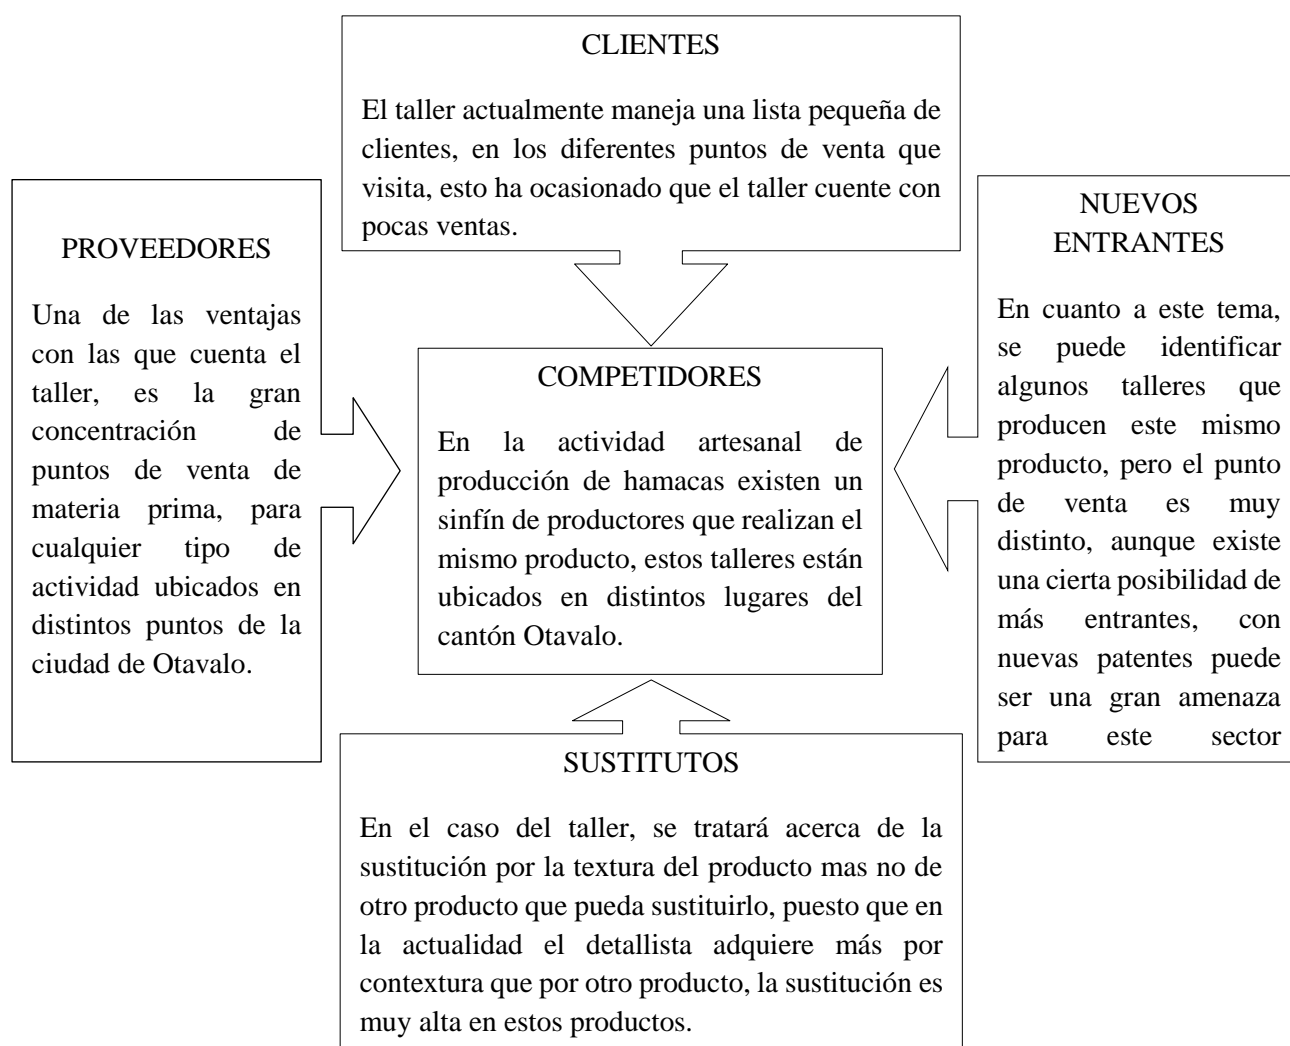 CLIENTES
El taller actualmente maneja una lista pequeña de
clientes, en los diferentes puntos de venta que
visita, esto ha ocasionado que el taller cuente con
pocas ventas.
PROVEEDORES
Una de las ventajas
con las que cuenta el
taller, es la gran
concentración de
puntos de venta de
materia prima, para
cualquier tipo de
actividad ubicados en
distintos puntos de la
ciudad de Otavalo.
COMPETIDORES
En la actividad artesanal de
producción de hamacas existen un
sinfín de productores que realizan el
mismo producto, estos talleres están
ubicados en distintos lugares del
cantón Otavalo.
NUEVOS
ENTRANTES
En cuanto a este tema,
se puede identificar
algunos talleres que
producen este mismo
producto, pero el punto
de venta es muy
distinto, aunque existe
una cierta posibilidad de
más entrantes, con
nuevas patentes puede
ser una gran amenaza
para este sector
SUSTITUTOS
En el caso del taller, se tratará acerca de la
sustitución por la textura del producto mas no de
otro producto que pueda sustituirlo, puesto que en
la actualidad el detallista adquiere más por
contextura que por otro producto, la sustitución es
muy alta en estos productos.